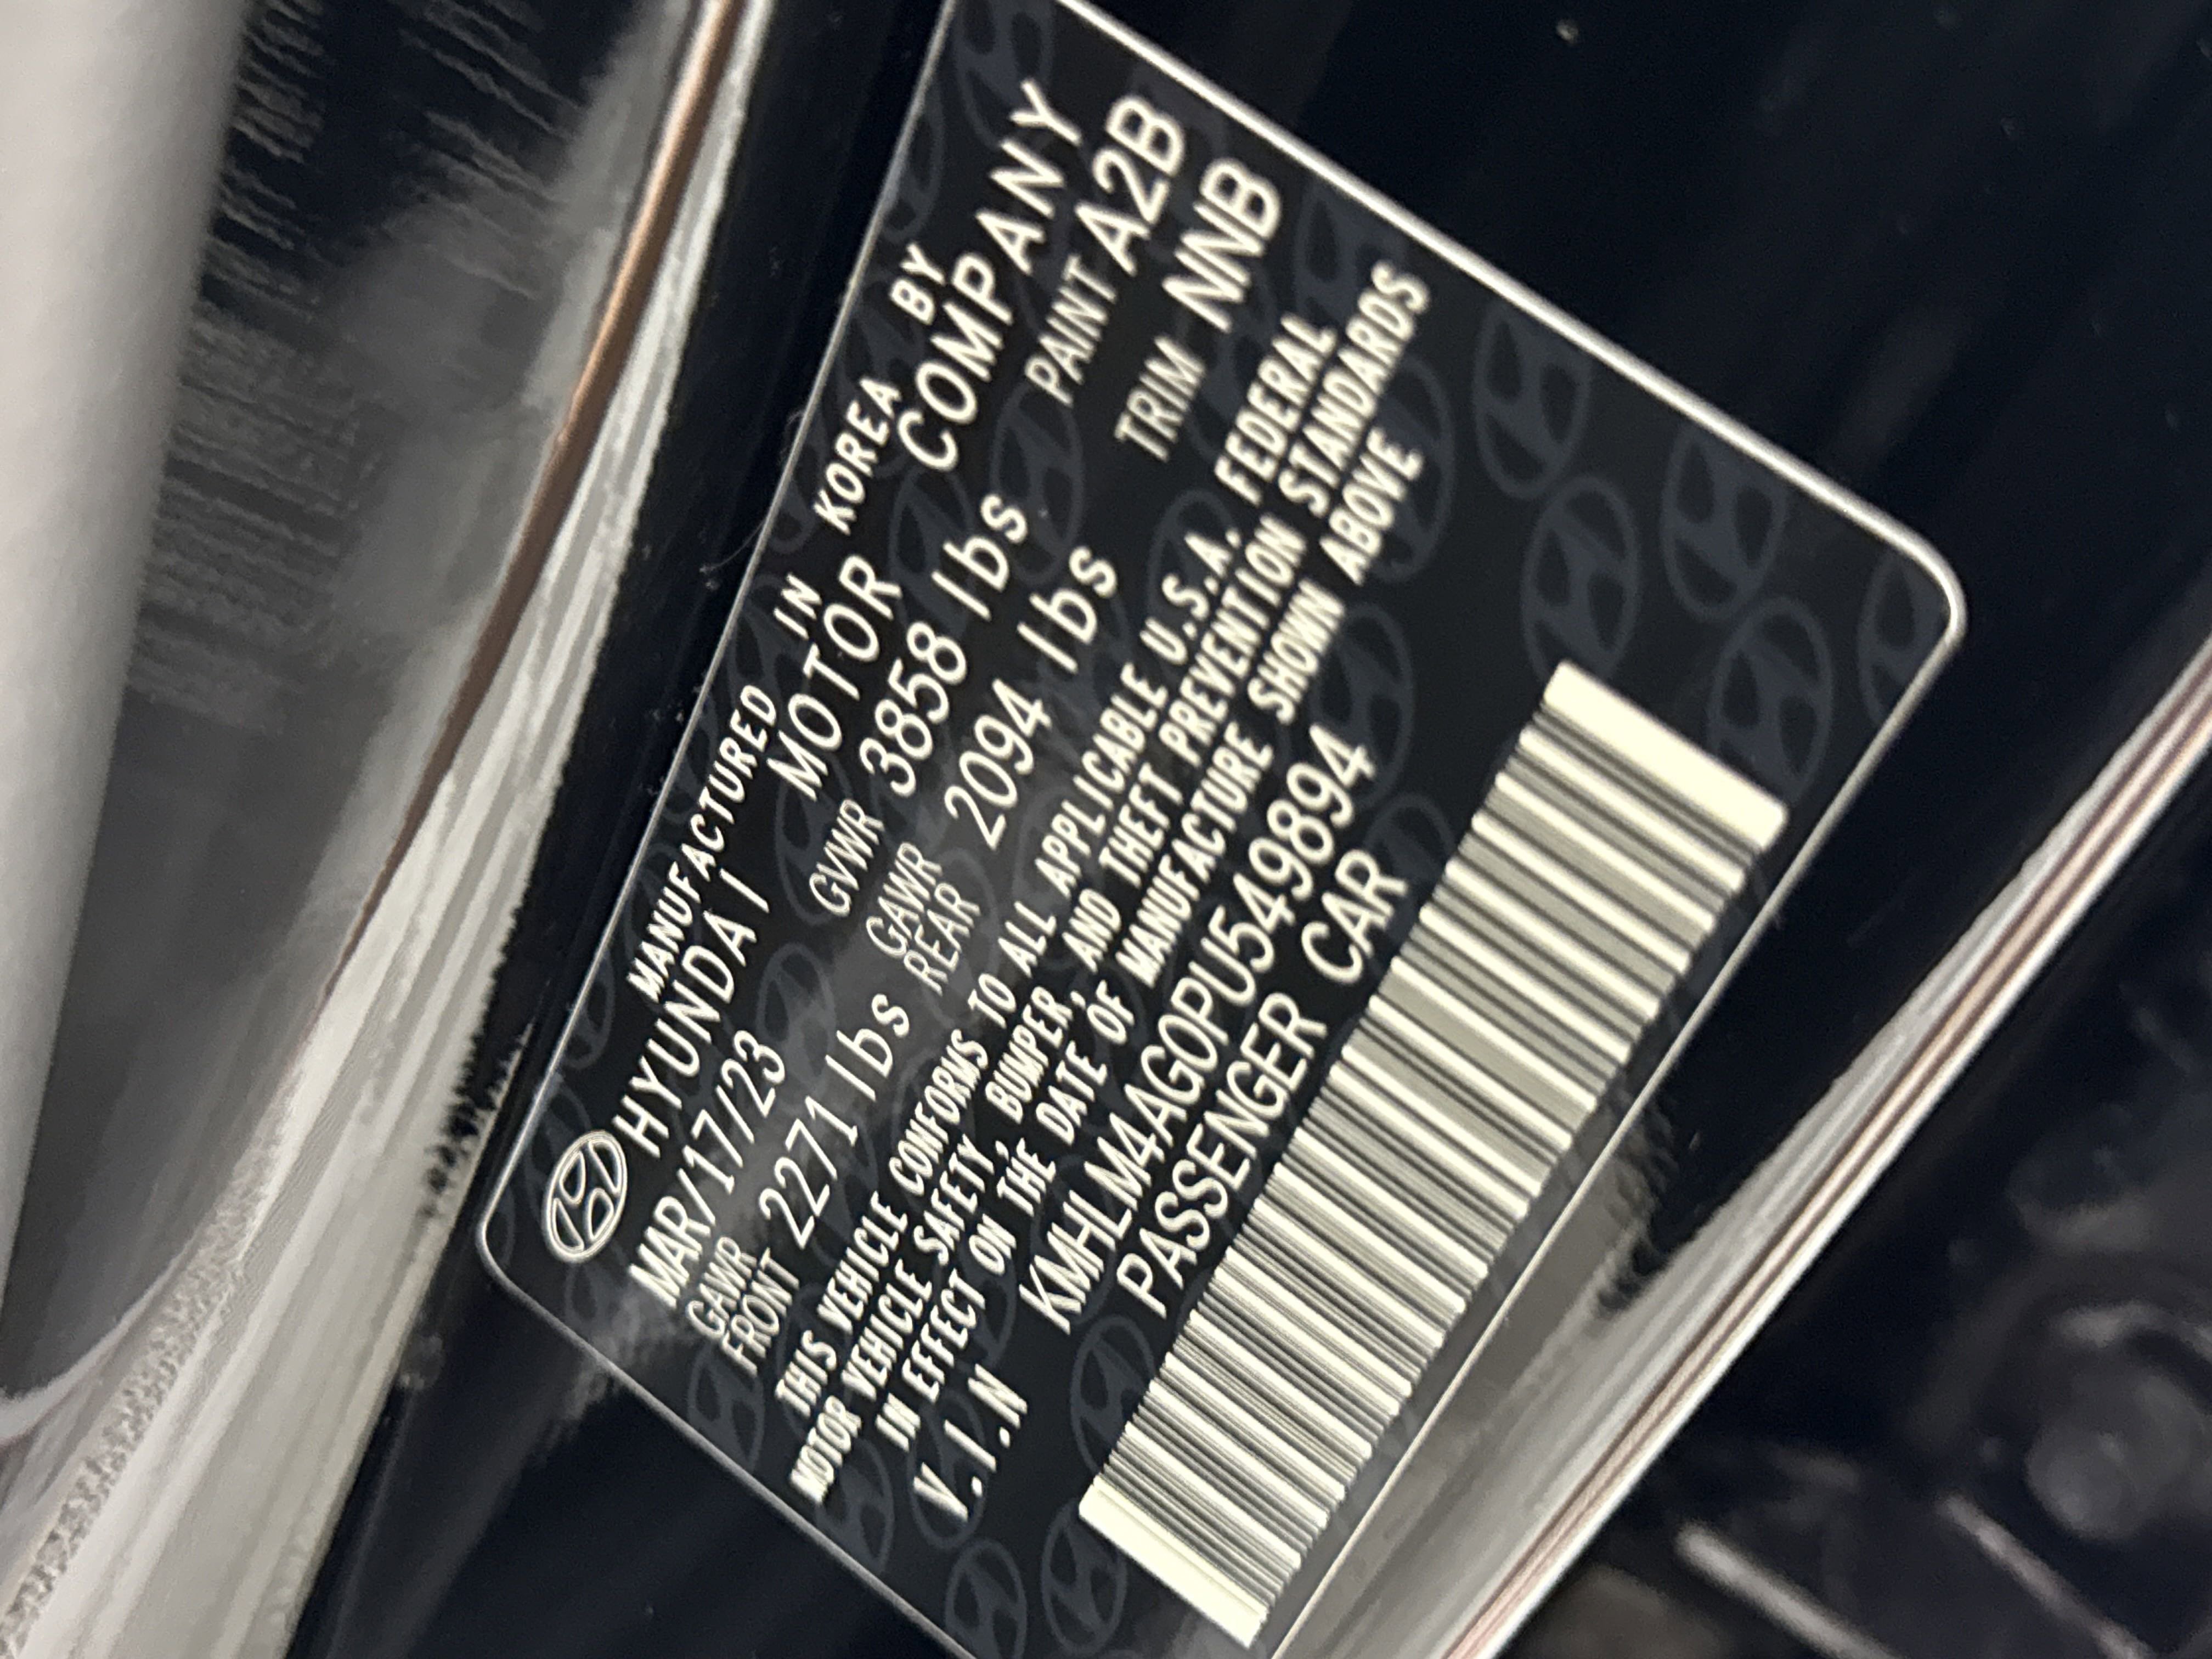 MANUFACTURED IN KOREA BY
HYUNDAI MOTOR COMPANY
MAR/17/23 GVWR 3858 lbs PAINT A2B
GAWR FRONT 2271 lbs GAWR REAR 2094 lbs TRIM NNB
THIS VEHICLE CONFORMS TO ALL APPLICABLE U.S.A. FEDERAL
MOTOR VEHICLE SAFETY, BUMPER, AND THEFT PREVENTION STANDARDS
IN EFFECT ON THE DATE OF MANUFACTURE SHOWN ABOVE
V.I.N KMHLM4AG0PU549894
PASSENGER CAR